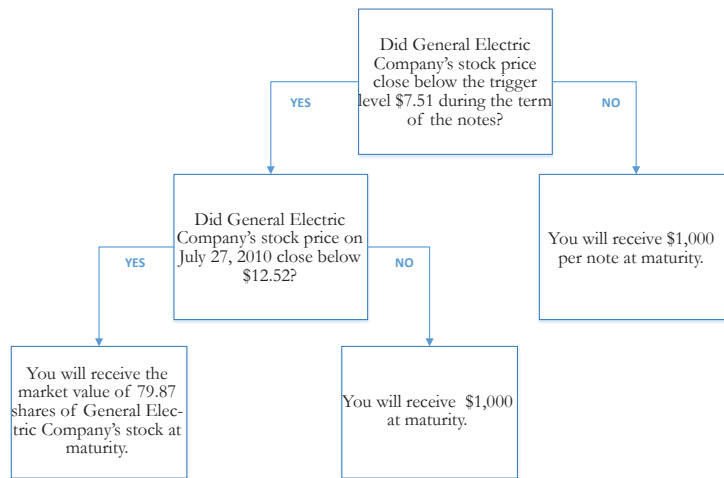 Did General Electric
Company's stock price
close below the trigger
level $7.51 during the term
of the notes?
YES
NO
Did General Electric
Company's stock price on
July 27, 2010 close below
$12.52?
You will receive $1,000
per note at maturity.
YES
NO
You will receive the
market value of 79.87
shares of General Elec-
tric Company's stock at
maturity.
You will receive $1,000
at maturity.